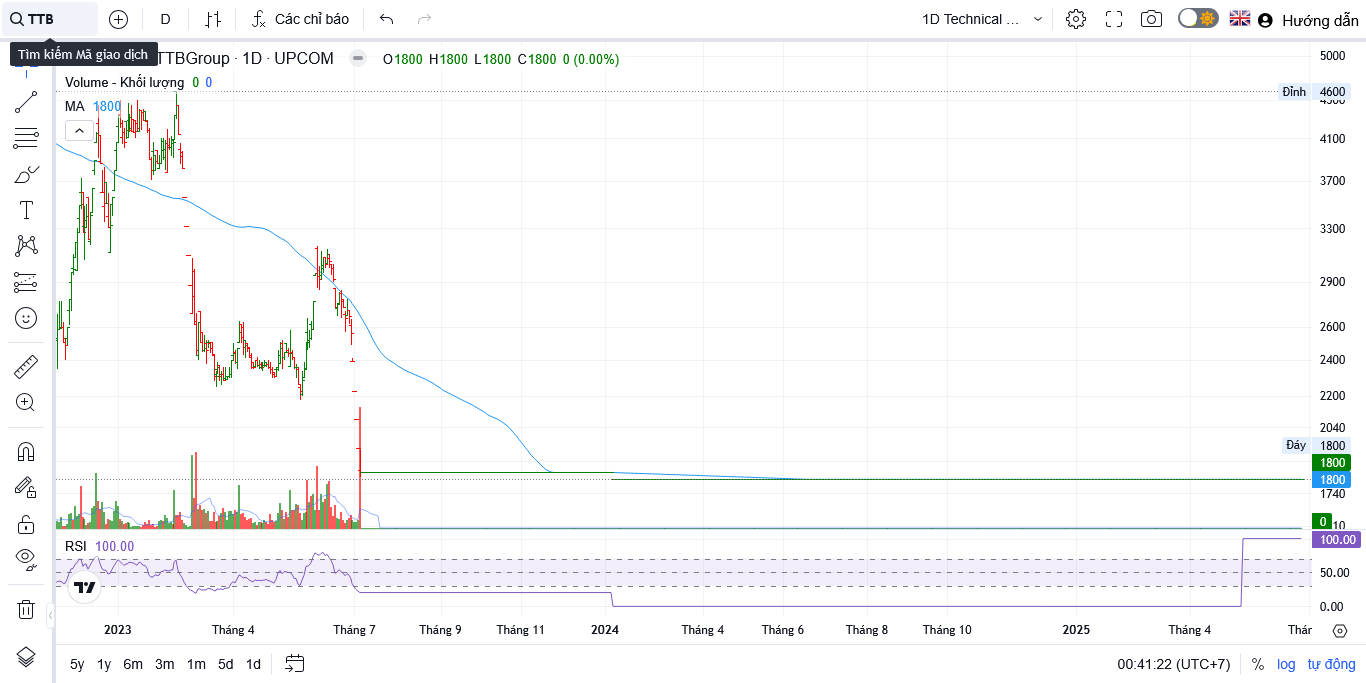 TTB
D
Các chỉ báo
1D Technical ...
Hướng dẫn
Tìm kiếm Mã giao dịch
TTBGroup · 1D · UPCOM
O1800 H1800 L1800 C1800 0 (0.00%)
Volume - Khối lượng 0 0
MA 1800
5000
Đỉnh 4600
4300
4100
3700
3300
2900
2600
2400
2200
2040
Đáy 1800
1800
1800
1740
0
10
RSI 100.00
100.00
50.00
0.00
2023
Tháng 4
Tháng 7
Tháng 9
Tháng 11
2024
Tháng 4
Tháng 6
Tháng 8
Tháng 10
2025
Tháng 4
Thár
5y 1y 6m 3m 1m 5d 1d
00:41:22 (UTC+7)
% log tự động